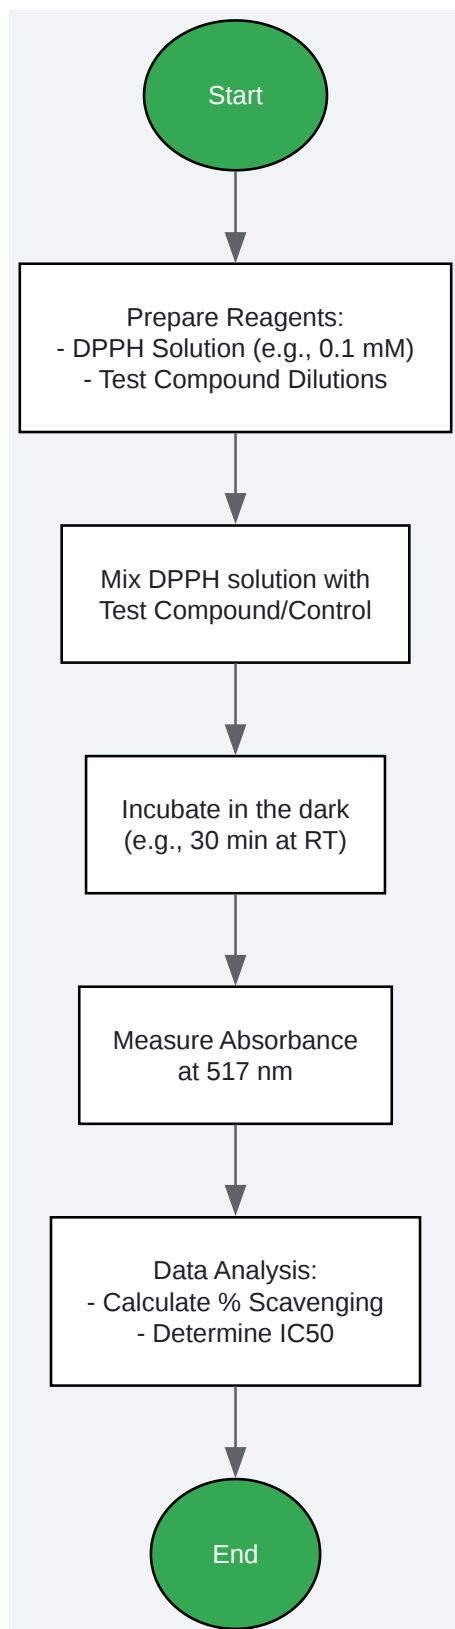 Start
Prepare Reagents:
- DPPH Solution (e.g., 0.1 mM)
- Test Compound Dilutions
Mix DPPH solution with
Test Compound/Control
Incubate in the dark
(e.g., 30 min at RT)
Measure Absorbance
at 517 nm
Data Analysis:
- Calculate % Scavenging
- Determine IC50
End